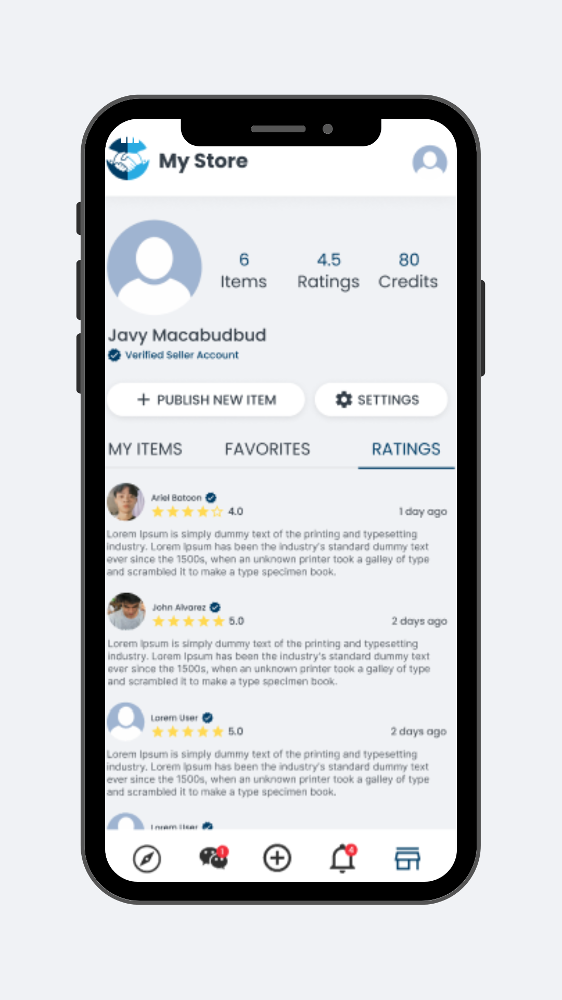 My Store
6
4.5
80
Items
Ratings
Credits
Javy Macabudbud
Verified Seller Account
+ PUBLISH NEW ITEM
SETTINGS
MY ITEMS
FAVORITES
RATINGS
Ariel Batoon
4.0
1 day ago
Lorem Ipsum is simply dummy text of the printing and typesetting
industry. Lorem Ipsum has been the industry's standard dummy text
ever since the 1500s, when an unknown printer took a galley of type
and scrambled it to make a type specimen book.
John Alvarez
5.0
2 days ago
Lorem Ipsum is simply dummy text of the printing and typesetting
industry. Lorem Ipsum has been the industry's standard dummy text
ever since the 1500s, when an unknown printer took a galley of type
and scrambled it to make a type specimen book.
Lorem User
5.0
2 days ago
Lorem Ipsum is simply dummy text of the printing and typesetting
industry. Lorem Ipsum has been the industry's standard dummy text
ever since the 1500s, when an unknown printer took a galley of type
and scrambled it to make a type specimen book.
Lorem User
1
4